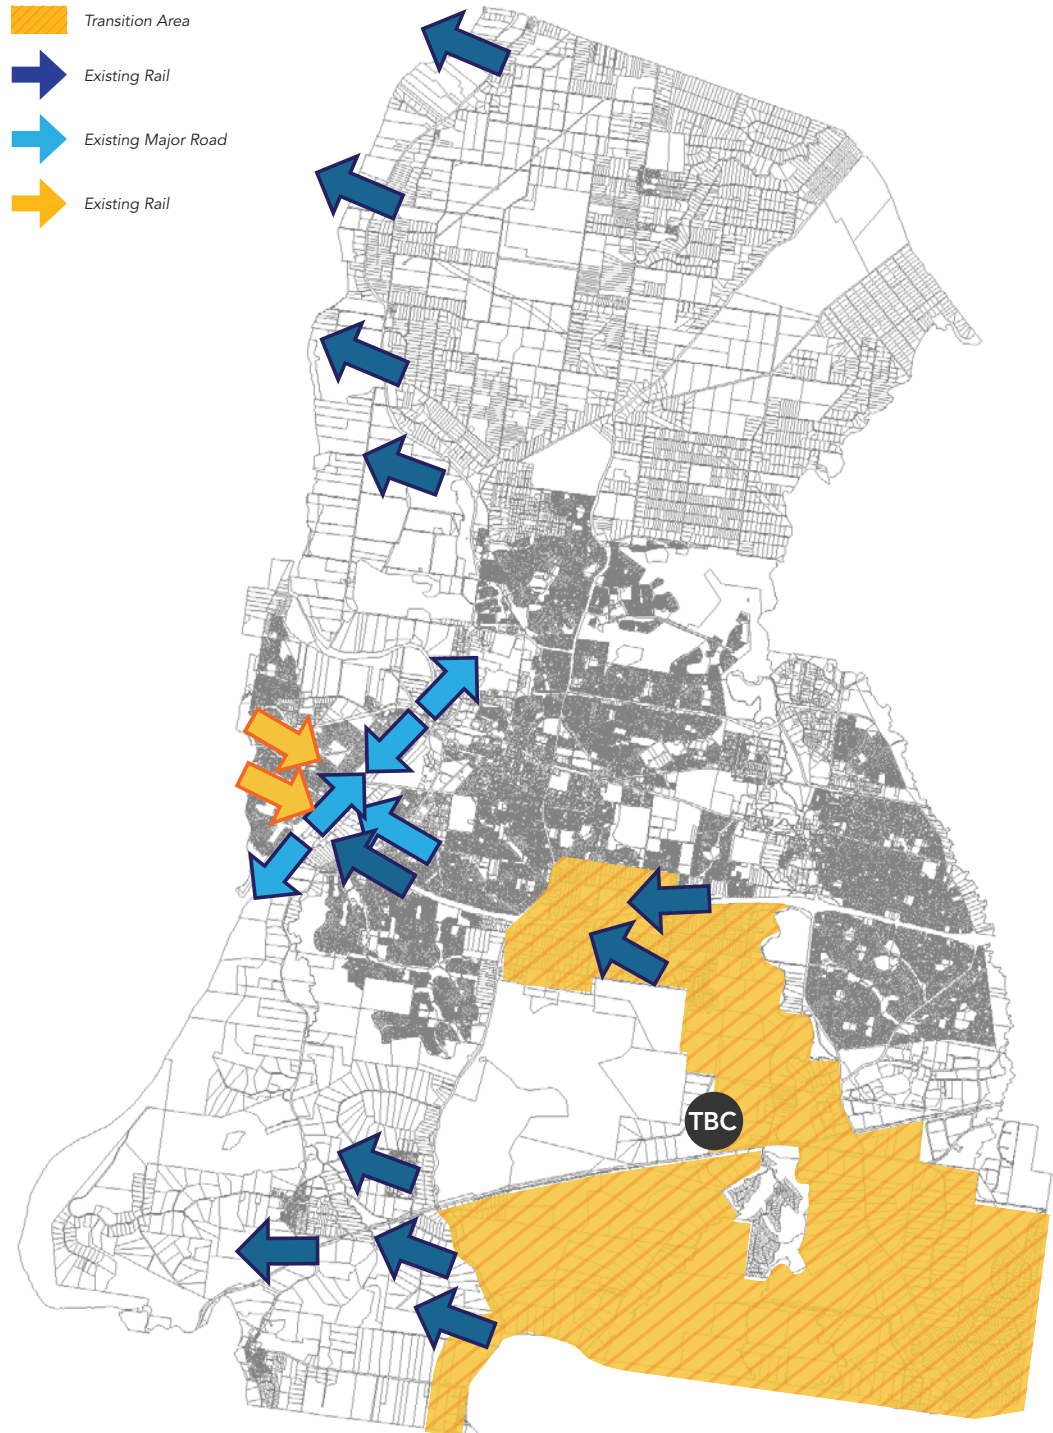 Transition Area
Existing Rail
Existing Major Road
Existing Rail
TBC